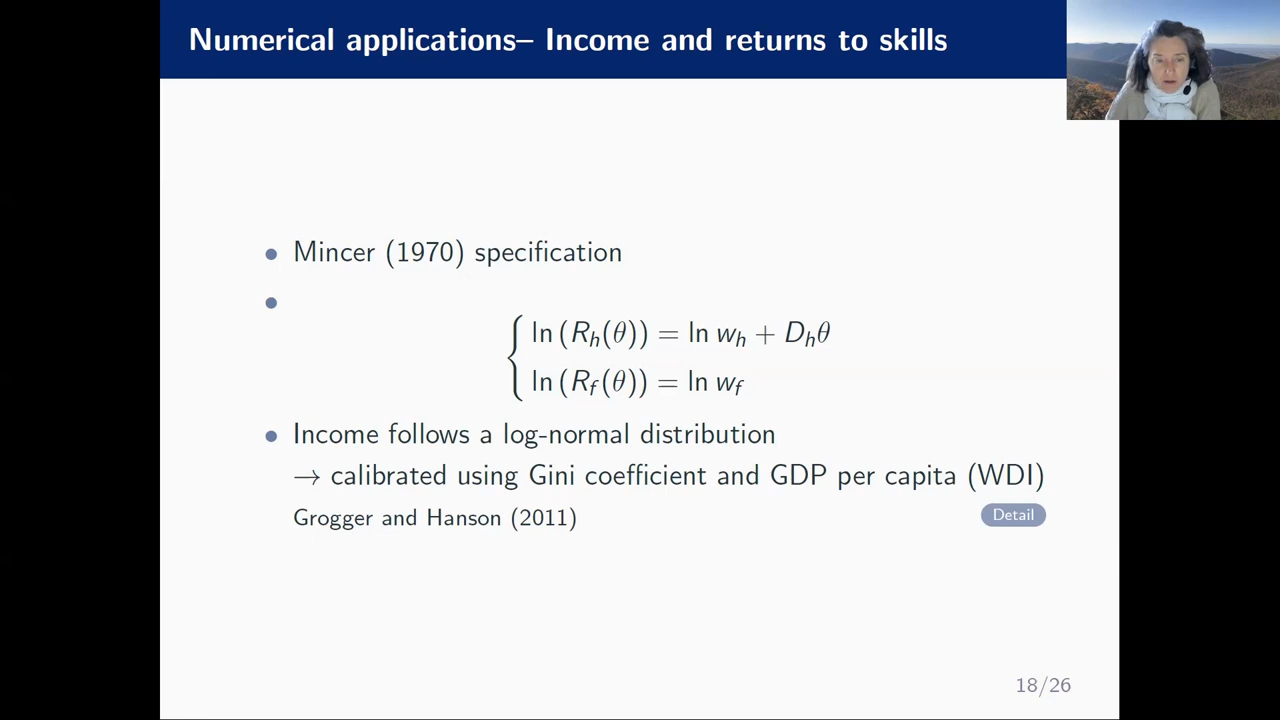 Numerical applications– Income and returns to skills
• Mincer (1970) specification
•
ln (R_h(θ)) = ln w_h + D_hθ
ln (R_f(θ)) = ln w_f
• Income follows a log-normal distribution
→ calibrated using Gini coefficient and GDP per capita (WDI)
Grogger and Hanson (2011)
Detail
18/26